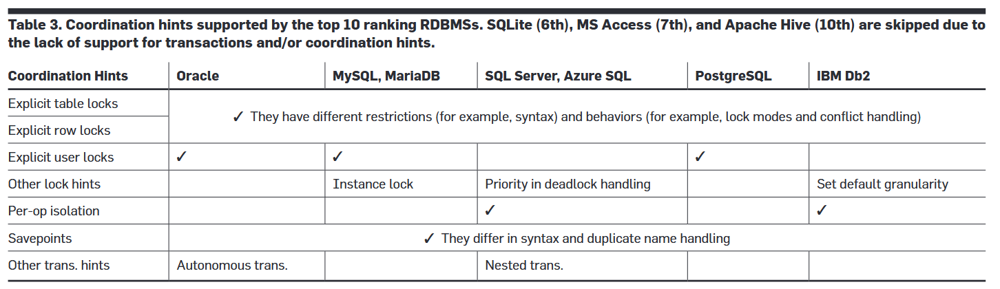 Table 3. Coordination hints supported by the top 10 ranking RDBMSs. SQLite (6th), MS Access (7th), and Apache Hive (10th) are skipped due to
the lack of support for transactions and/or coordination hints.
Coordination Hints Oracle MySQL, MariaDB SQL Server, Azure SQL PostgreSQL IBM Db2
Explicit table locks
✓ They have different restrictions (for example, syntax) and behaviors (for example, lock modes and conflict handling)
Explicit row locks
Explicit user locks ✓ ✓ ✓
Other lock hints Instance lock Priority in deadlock handling Set default granularity
Per-op isolation ✓ ✓
Savepoints ✓ They differ in syntax and duplicate name handling
Other trans. hints Autonomous trans. Nested trans.